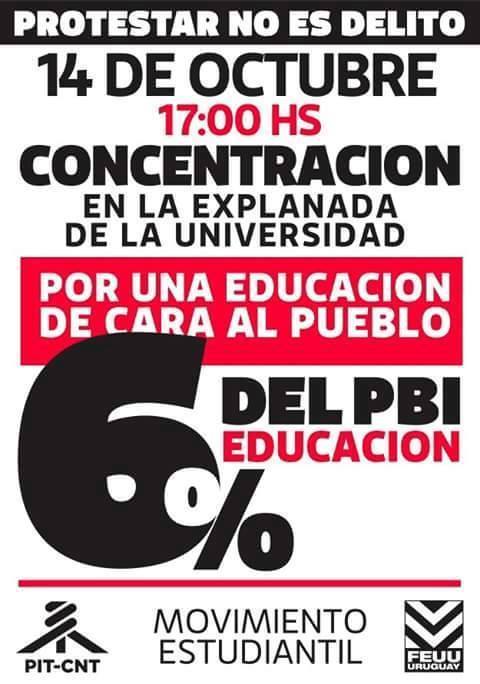 PROTESTAR NO ES DELITO
14 DE OCTUBRE
17:00 HS
CONCENTRACION
EN LA EXPLANADA
DE LA UNIVERSIDAD
POR UNA EDUCACION
DE CARA AL PUEBLO
6%
DEL PBI
EDUCACION
PIT-CNT
MOVIMIENTO
ESTUDIANTIL
FEUU
URUGUAY